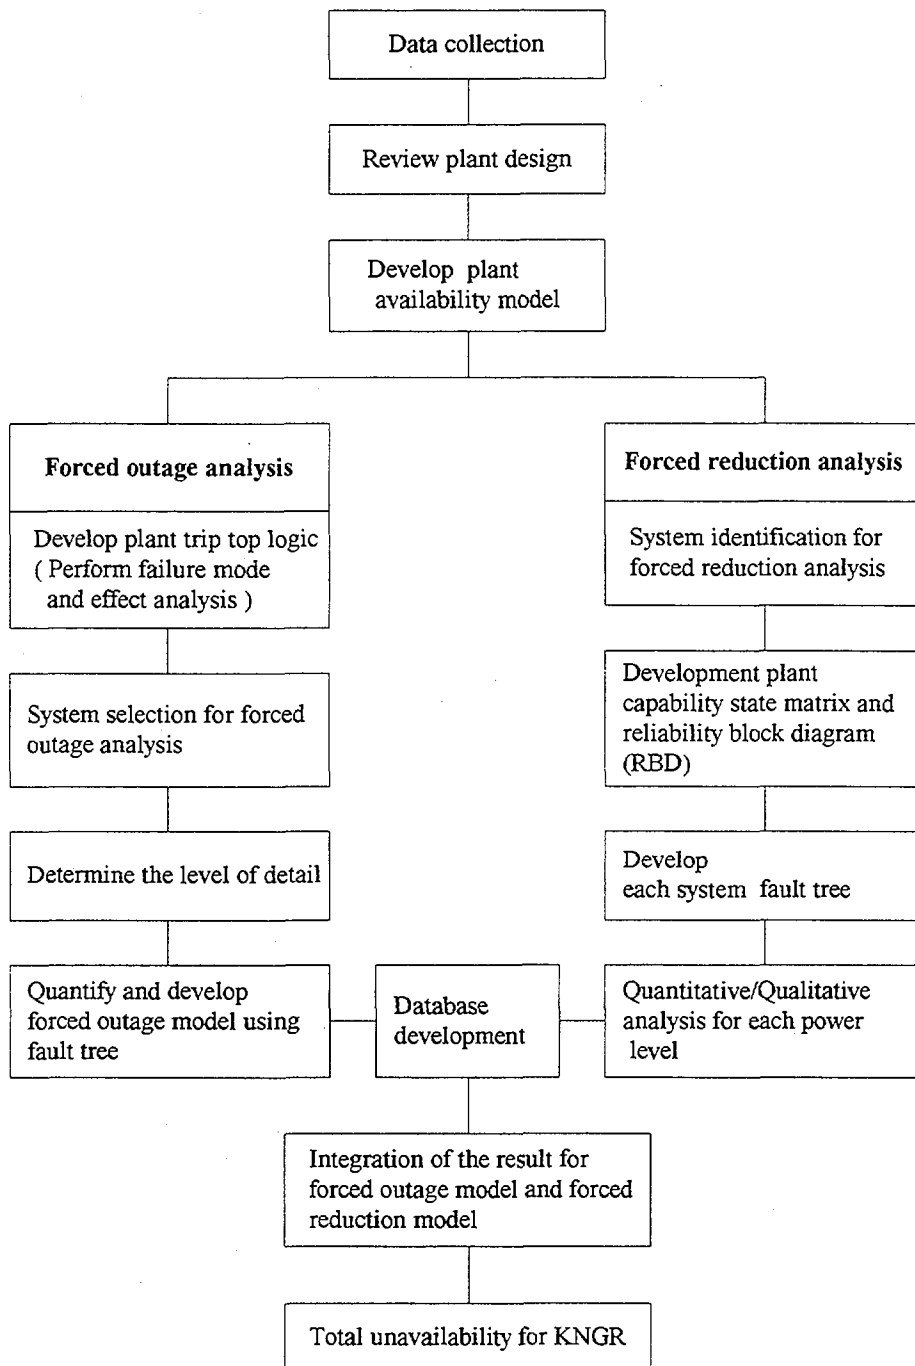 Data collection
Review plant design
Develop plant
availability model
Forced outage analysis
Develop plant trip top logic
( Perform failure mode
and effect analysis )
System selection for forced
outage analysis
Determine the level of detail
Quantify and develop
forced outage model using
fault tree
Forced reduction analysis
System identification for
forced reduction analysis
Development plant
capability state matrix and
reliability block diagram
(RBD)
Develop
each system fault tree
Quantitative/Qualitative
analysis for each power
level
Database
development
Integration of the result for
forced outage model and forced
reduction model
Total unavailability for KNGR